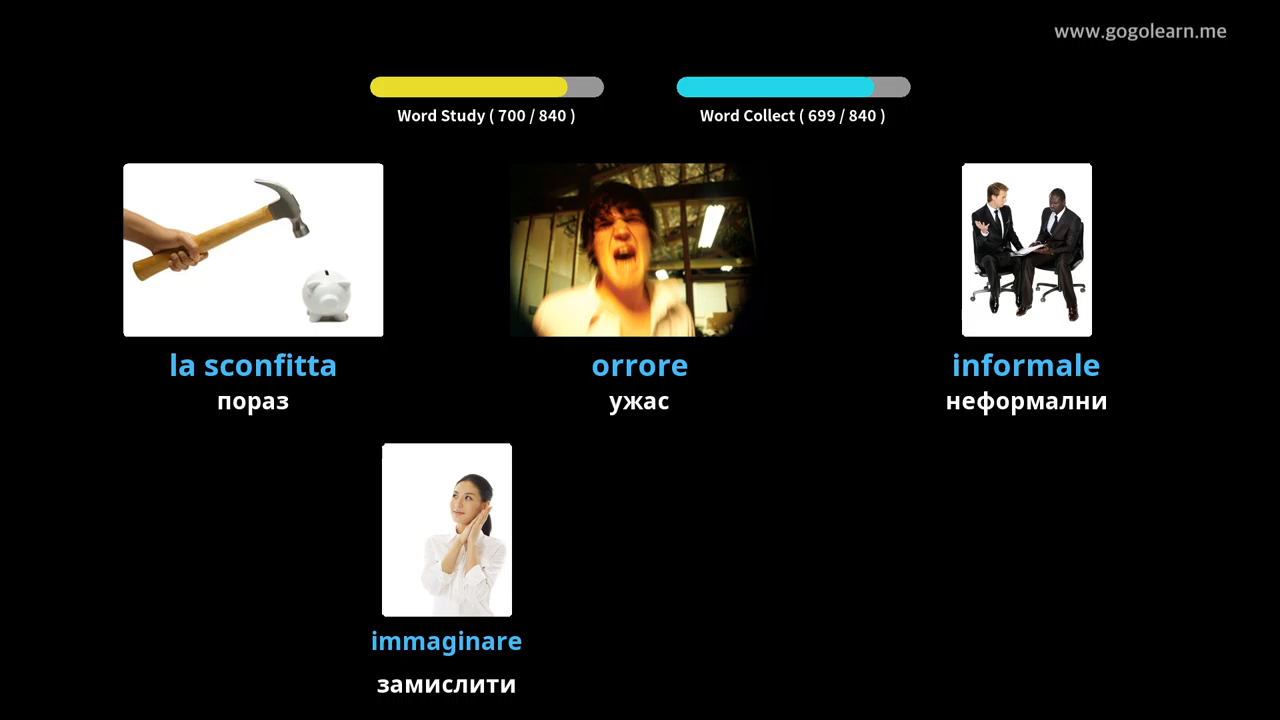 www.gogolearn.me
Word Study ( 700 / 840 )
Word Collect ( 699 / 840 )
la sconfitta
пораз
orrore
ужас
informale
неформални
immaginare
замислити